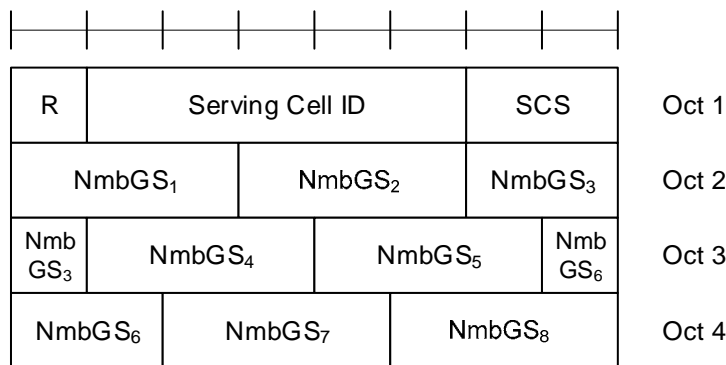 R Serving Cell ID SCS Oct 1
NmbGS₁ NmbGS₂ NmbGS₃ Oct 2
Nmb GS₃ NmbGS₄ NmbGS₅ Nmb GS₆ Oct 3
NmbGS₆ NmbGS₇ NmbGS₈ Oct 4